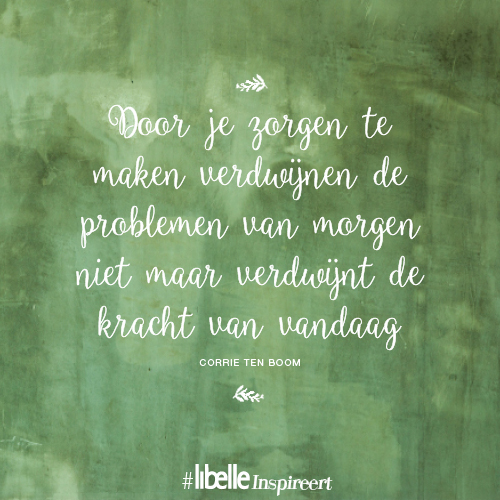 Door je zorgen te
maken verdwijnen de
problemen van morgen
niet maar verdwijnt de
kracht van vandaag
CORRIE TEN BOOM
#libelle Inspireert